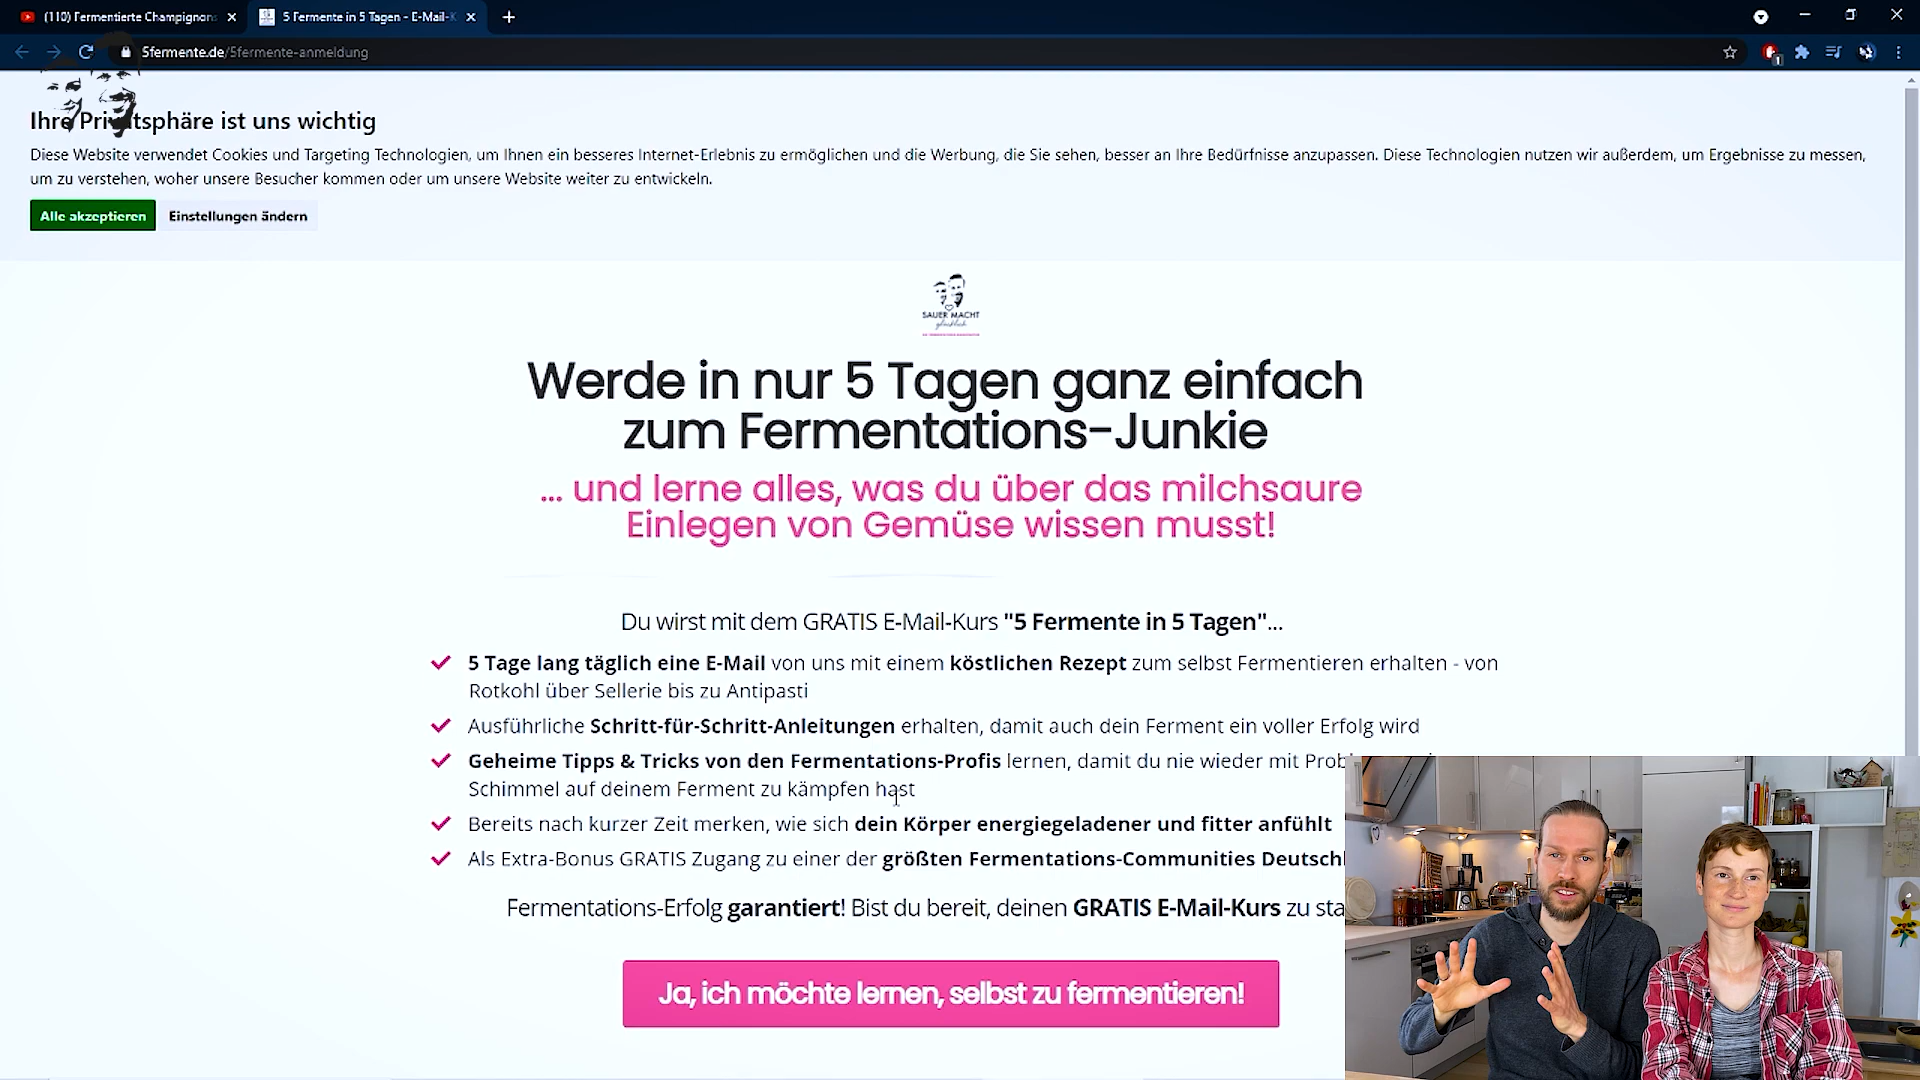 (110) Fermentierte Champignons
5 Fermente in 5 Tagen - E-Mail-K
5fermente.de/5fermente-anmeldung
1
Ihre Privatsphäre ist uns wichtig
Diese Website verwendet Cookies und Targeting Technologien, um Ihnen ein besseres Internet-Erlebnis zu ermöglichen und die Werbung, die Sie sehen, besser an Ihre Bedürfnisse anzupassen. Diese Technologien nutzen wir außerdem, um Ergebnisse zu messen,
um zu verstehen, woher unsere Besucher kommen oder um unsere Website weiter zu entwickeln.
Alle akzeptieren Einstellungen ändern
SAUER MACHT
glücklich
Werde in nur 5 Tagen ganz einfach
zum Fermentations-Junkie
... und lerne alles, was du über das milchsaure
Einlegen von Gemüse wissen musst!
Du wirst mit dem GRATIS E-Mail-Kurs "5 Fermente in 5 Tagen"...
5 Tage lang täglich eine E-Mail von uns mit einem köstlichen Rezept zum selbst Fermentieren erhalten - von
Rotkohl über Sellerie bis zu Antipasti
Ausführliche Schritt-für-Schritt-Anleitungen erhalten, damit auch dein Ferment ein voller Erfolg wird
Geheime Tipps & Tricks von den Fermentations-Profis lernen, damit du nie wieder mit Prob
Schimmel auf deinem Ferment zu kämpfen hast
Bereits nach kurzer Zeit merken, wie sich dein Körper energiegeladener und fitter anfühlt
Als Extra-Bonus GRATIS Zugang zu einer der größten Fermentations-Communities Deutschl
Fermentations-Erfolg garantiert! Bist du bereit, deinen GRATIS E-Mail-Kurs zu sta
Ja, ich möchte lernen, selbst zu fermentieren!